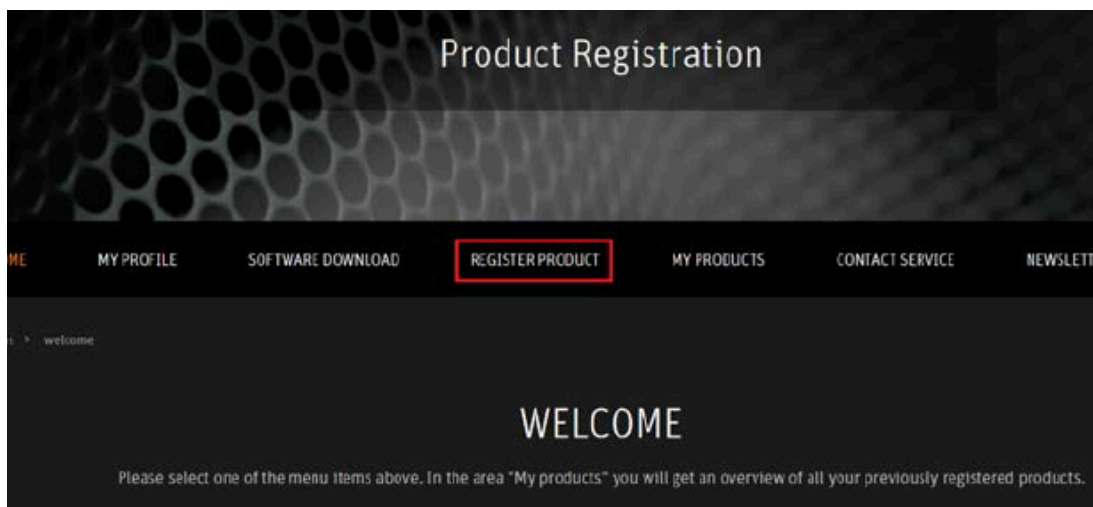 Product Registration
ME MY PROFILE SOFTWARE DOWNLOAD REGISTER PRODUCT MY PRODUCTS CONTACT SERVICE NEWSLETT
> welcome
WELCOME
Please select one of the menu items above. In the area "My products" you will get an overview of all your previously registered products.